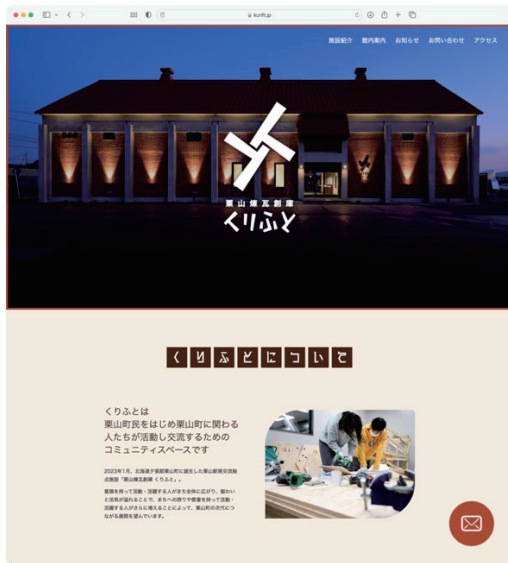 kurift.jp
施設紹介 館内案内 お知らせ お問い合わせ アクセス
栗山煉瓦創庫
くりふと
くりふとについて
くりふとは
栗山町民をはじめ栗山町に関わる
人たちが活動し交流するための
コミュニティスペースです
2023年1月、北海道夕張郡栗山町に誕生した栗山駅南交流拠
点施設「栗山煉瓦創庫 くりふと」。
意識を持って活動・活躍する人がまち全体に広がり、賑わい
と活気が溢れることで、まちへの誇りや愛着を持って活動・
活躍する人がさらに増えることによって、栗山町の次代につ
ながる展開を望んでいます。